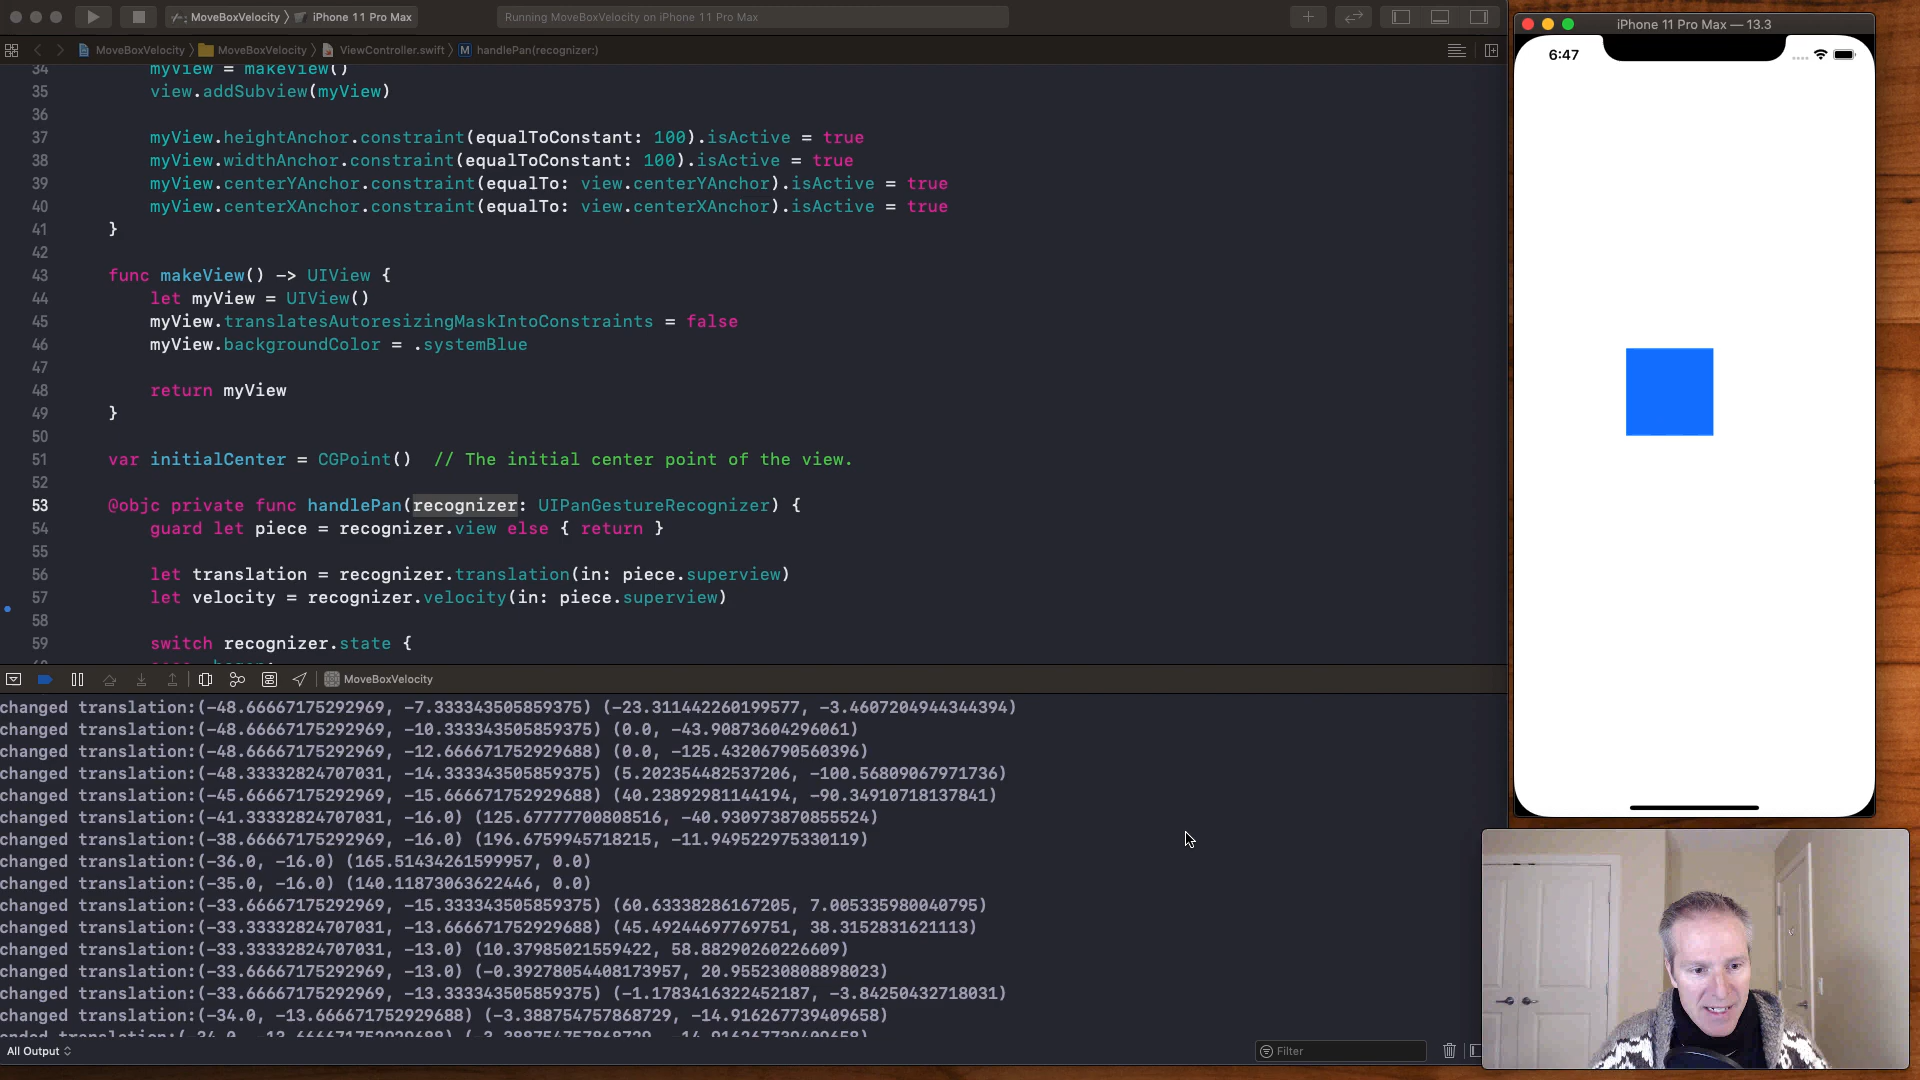 MoveBoxVelocity
iPhone 11 Pro Max
Running MoveBoxVelocity on iPhone 11 Pro Max
MoveBoxVelocity
MoveBoxVelocity
ViewController.swift
M
handlePan(recognizer:)
34 myView = makeView()
35 view.addSubview(myView)
36
37 myView.heightAnchor.constraint(equalToConstant: 100).isActive = true
38 myView.widthAnchor.constraint(equalToConstant: 100).isActive = true
39 myView.centerYAnchor.constraint(equalTo: view.centerYAnchor).isActive = true
40 myView.centerXAnchor.constraint(equalTo: view.centerXAnchor).isActive = true
41 }
42
43 func makeView() -> UIView {
44 let myView = UIView()
45 myView.translatesAutoresizingMaskIntoConstraints = false
46 myView.backgroundColor = .systemBlue
47
48 return myView
49 }
50
51 var initialCenter = CGPoint()  // The initial center point of the view.
52
53 @objc private func handlePan(recognizer: UIPanGestureRecognizer) {
54 guard let piece = recognizer.view else { return }
55
56 let translation = recognizer.translation(in: piece.superview)
57 let velocity = recognizer.velocity(in: piece.superview)
58
59 switch recognizer.state {
MoveBoxVelocity
changed translation:(-48.66667175292969, -7.333343505859375) (-23.311442260199577, -3.4607204944344394)
changed translation:(-48.66667175292969, -10.333343505859375) (0.0, -43.90873604296061)
changed translation:(-48.66667175292969, -12.666671752929688) (0.0, -125.43206790560396)
changed translation:(-48.33332824707031, -14.333343505859375) (5.202354482537206, -100.56809067971736)
changed translation:(-45.66667175292969, -15.666671752929688) (40.23892981144194, -90.34910718137841)
changed translation:(-41.33332824707031, -16.0) (125.67777700808516, -40.930973870855524)
changed translation:(-38.66667175292969, -16.0) (196.6759945718215, -11.949522975330119)
changed translation:(-36.0, -16.0) (165.51434261599957, 0.0)
changed translation:(-35.0, -16.0) (140.11873063622446, 0.0)
changed translation:(-33.66667175292969, -15.333343505859375) (60.63338286167205, 7.005335980040795)
changed translation:(-33.33332824707031, -13.666671752929688) (45.49244697769751, 38.3152831621113)
changed translation:(-33.33332824707031, -13.0) (10.37985021559422, 58.88290260226609)
changed translation:(-33.66667175292969, -13.0) (-0.39278054408173957, 20.955230808898023)
changed translation:(-33.66667175292969, -13.333343505859375) (-1.1783416322452187, -3.84250432718031)
changed translation:(-34.0, -13.666671752929688) (-3.388754757868729, -14.916267739409658)
ended translation:(-34.0, -13.666671752929688) (-3.388754757868729, -14.916267739409658)
All Output
Filter
iPhone 11 Pro Max — 13.3
6:47